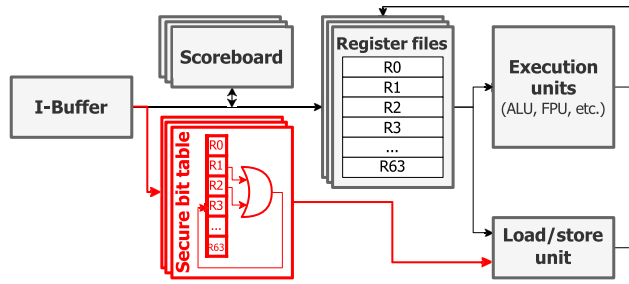 Scoreboard
I-Buffer
Register files
R0
R1
R2
R3
...
R63
Execution
units
(ALU, FPU, etc.)
Secure bit table
R0
R1
R2
R3
...
R63
Load/store
unit